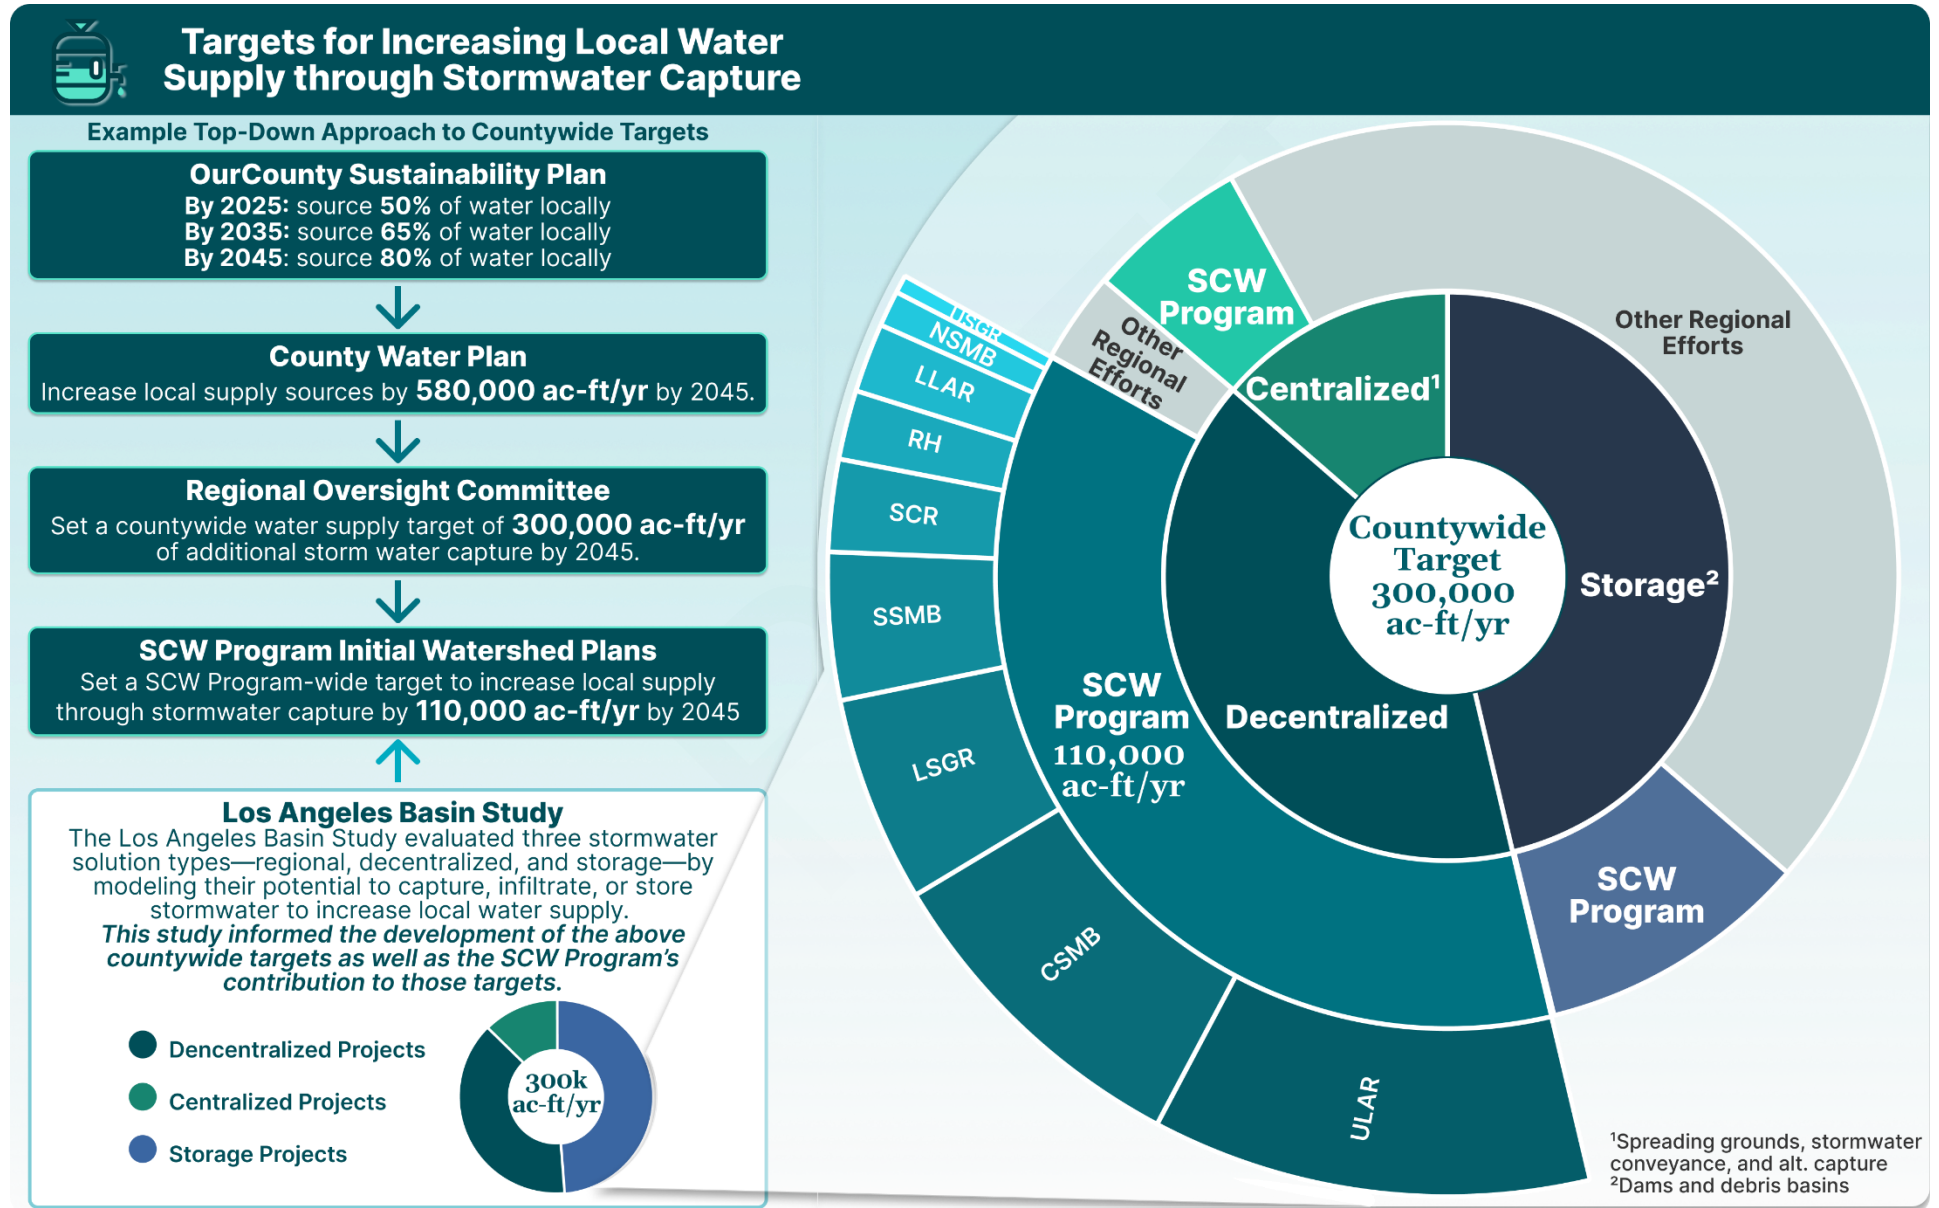 Targets for Increasing Local Water
Supply through Stormwater Capture
Example Top-Down Approach to Countywide Targets
OurCounty Sustainability Plan
By 2025: source 50% of water locally
By 2035: source 65% of water locally
By 2045: source 80% of water locally
County Water Plan
Increase local supply sources by 580,000 ac-ft/yr by 2045.
Regional Oversight Committee
Set a countywide water supply target of 300,000 ac-ft/yr
of additional storm water capture by 2045.
SCW Program Initial Watershed Plans
Set a SCW Program-wide target to increase local supply
through stormwater capture by 110,000 ac-ft/yr by 2045
Los Angeles Basin Study
The Los Angeles Basin Study evaluated three stormwater
solution types—regional, decentralized, and storage—by
modeling their potential to capture, infiltrate, or store
stormwater to increase local water supply.
This study informed the development of the above
countywide targets as well as the SCW Program's
contribution to those targets.
Dencentralized Projects
Centralized Projects
Storage Projects
300k
ac-ft/yr
Countywide
Target
300,000
ac-ft/yr
Centralized¹
Storage²
Decentralized
SCW
Program
Other
Regional
Efforts
Other Regional
Efforts
SCW
Program
110,000
ac-ft/yr
SCW
Program
USGR
NSMB
LLAR
RH
SCR
SSMB
LSGR
CSMB
ULAR
¹Spreading grounds, stormwater
conveyance, and alt. capture
²Dams and debris basins